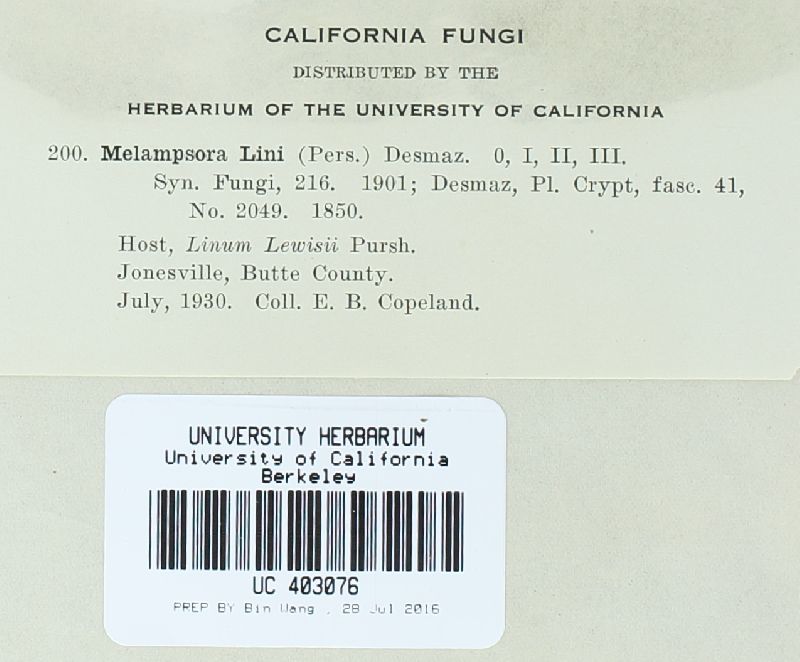 CALIFORNIA FUNGI
DISTRIBUTED BY THE
HERBARIUM OF THE UNIVERSITY OF CALIFORNIA
200. Melampsora Lini (Pers.) Desmaz. 0, I, II, III.
Syn. Fungi, 216. 1901; Desmaz, Pl. Crypt, fasc. 41,
No. 2049. 1850.
Host, Linum Lewisii Pursh.
Jonesville, Butte County.
July, 1930. Coll. E. B. Copeland.
UNIVERSITY HERBARIUM
University of California
Berkeley
UC 403076
PREP BY Bin Wang , 28 Jul 2016